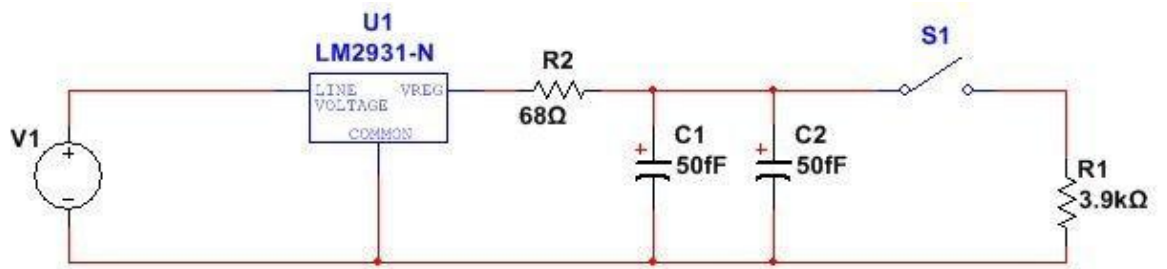 U1
LM2931-N
LINE VREG
VOLTAGE
COMMON
R2
68Ω
S1
V1
+
−
+
C1
50fF
+
C2
50fF
R1
3.9kΩ